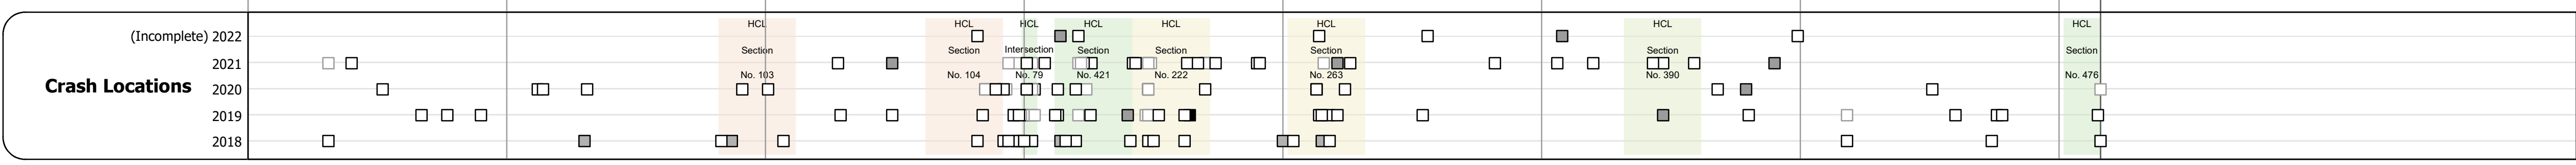 HCL HCL HCL HCL HCL HCL HCL HCL
(Incomplete) 2022
Section Section Intersection Section Section Section Section Section
2021
No. 103 No. 104 No. 79 No. 421 No. 222 No. 263 No. 390 No. 476
Crash Locations
2020
2019
2018